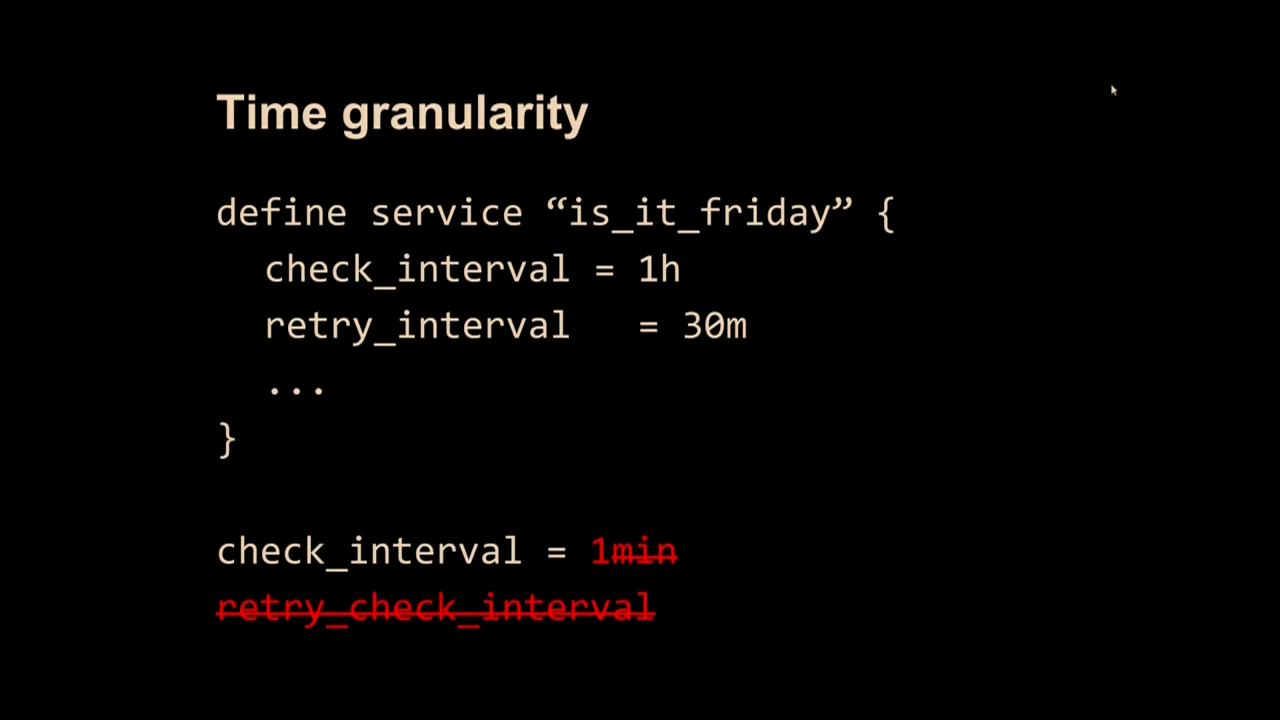 Time granularity
define service “is_it_friday” {
check_interval = 1h
retry_interval = 30m
...
}
check_interval = 1min
retry_check_interval